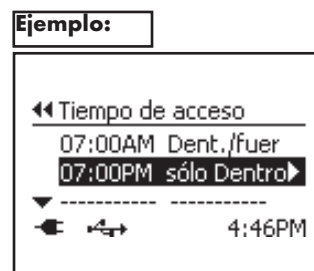 Ejemplo:
Tiempo de acceso
07:00AM Dent./fuer
07:00PM sólo Dentro
----------- -----------
4:46PM